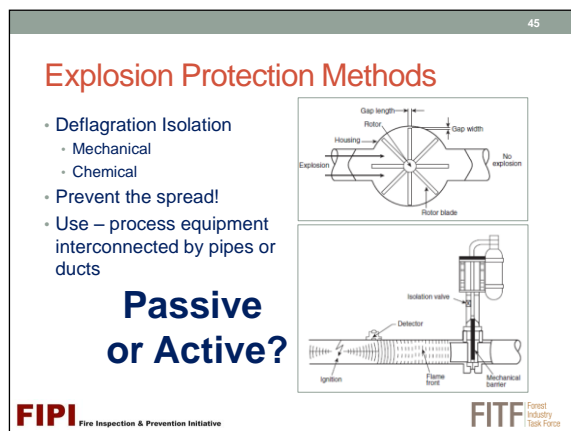 45
Explosion Protection Methods
• Deflagration Isolation
• Mechanical
• Chemical
• Prevent the spread!
• Use – process equipment
interconnected by pipes or
ducts
Passive
or Active?
Gap length
Rotor
Gap width
Housing
Explosion
No
explosion
Rotor blade
Isolation valve
Detector
Ignition
Flame
front
Mechanical
barrier
FIPI Fire Inspection & Prevention Initiative
FITF Forest
Industry
Task Force